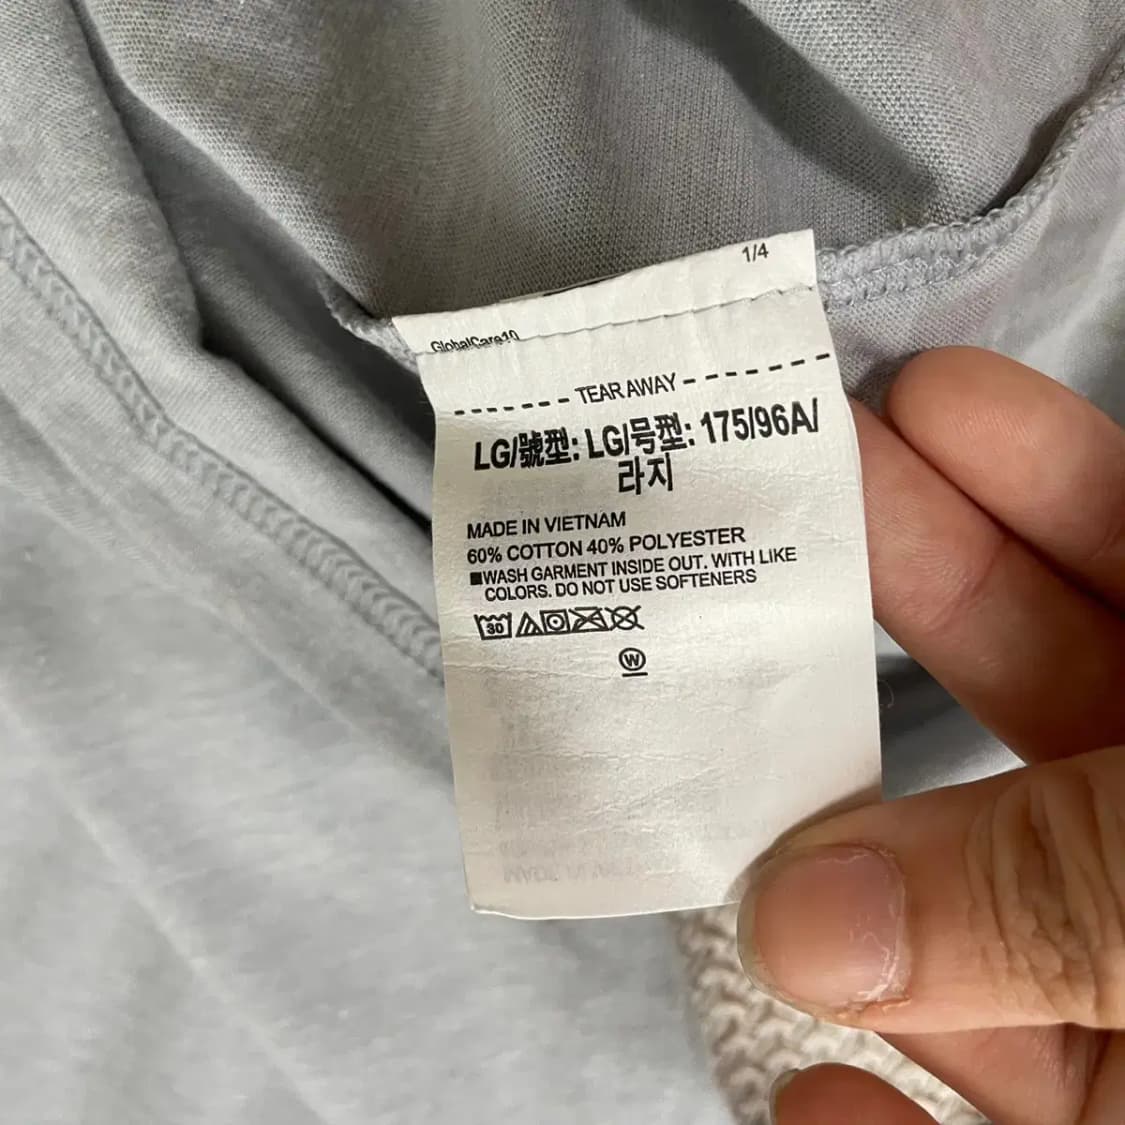 1/4
GlobalCare10
TEAR AWAY
LG/號型: LG/号型: 175/96A/
라지
MADE IN VIETNAM
60% COTTON 40% POLYESTER
■WASH GARMENT INSIDE OUT. WITH LIKE
COLORS. DO NOT USE SOFTENERS
30
W